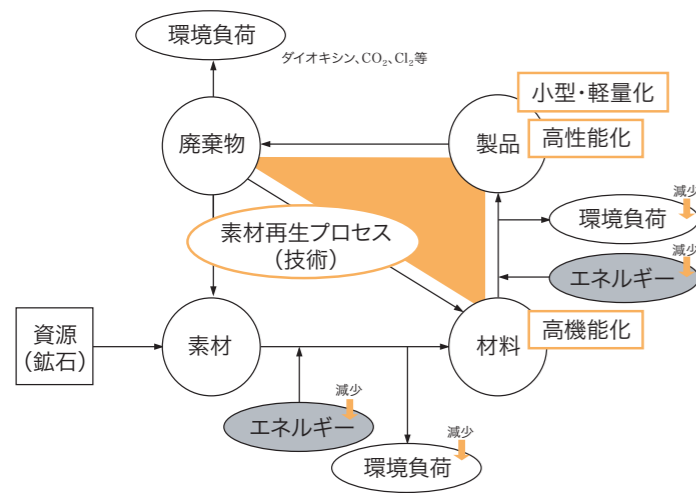 環境負荷
ダイオキシン、CO₂、Cl₂等
小型・軽量化
廃棄物
製品
高性能化
減少
環境負荷
素材再生プロセス
（技術）
減少
エネルギー
資源
（鉱石）
素材
材料
高機能化
減少
エネルギー
減少
環境負荷